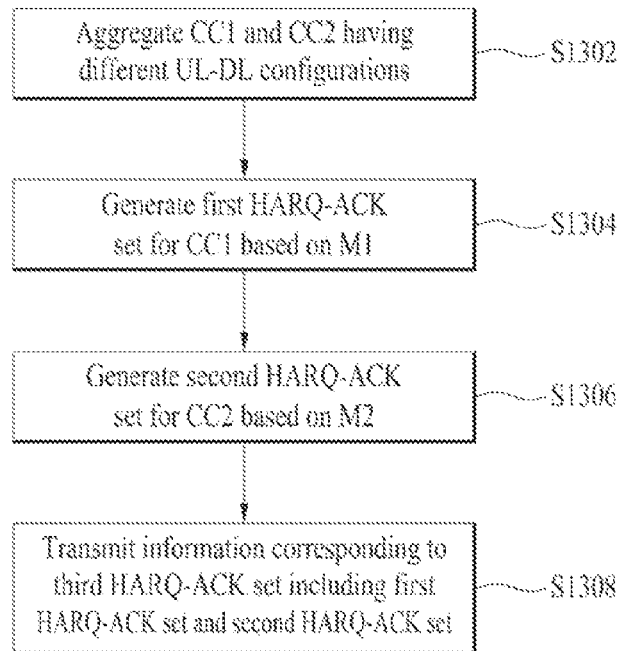 Aggregate CC1 and CC2 having
different UL-DL configurations
S1302
Generate first HARQ-ACK
set for CC1 based on M1
S1304
Generate second HARQ-ACK
set for CC2 based on M2
S1306
Transmit information corresponding to
third HARQ-ACK set including first
HARQ-ACK set and second HARQ-ACK set
S1308